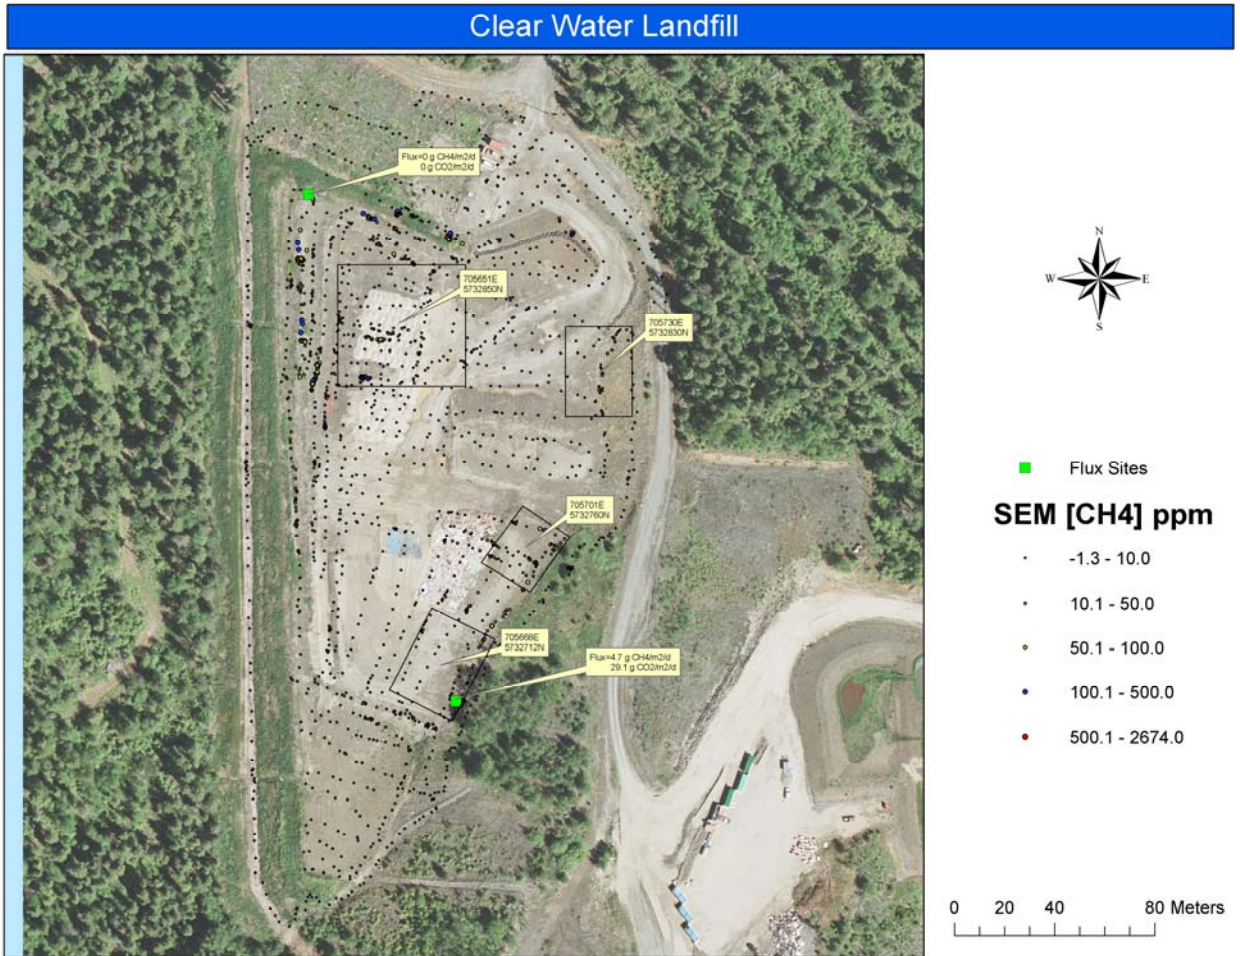 Clear Water Landfill
Flux=0 g CH4/m2/d
0 g CO2/m2/d
705651E
5732850N
705730E
5732830N
705701E
5732760N
705668E
5732712N
Flux=4.7 g CH4/m2/d
29.1 g CO2/m2/d
N
W
E
S
Flux Sites
SEM [CH4] ppm
-1.3 - 10.0
10.1 - 50.0
50.1 - 100.0
100.1 - 500.0
500.1 - 2674.0
0 20 40 80 Meters